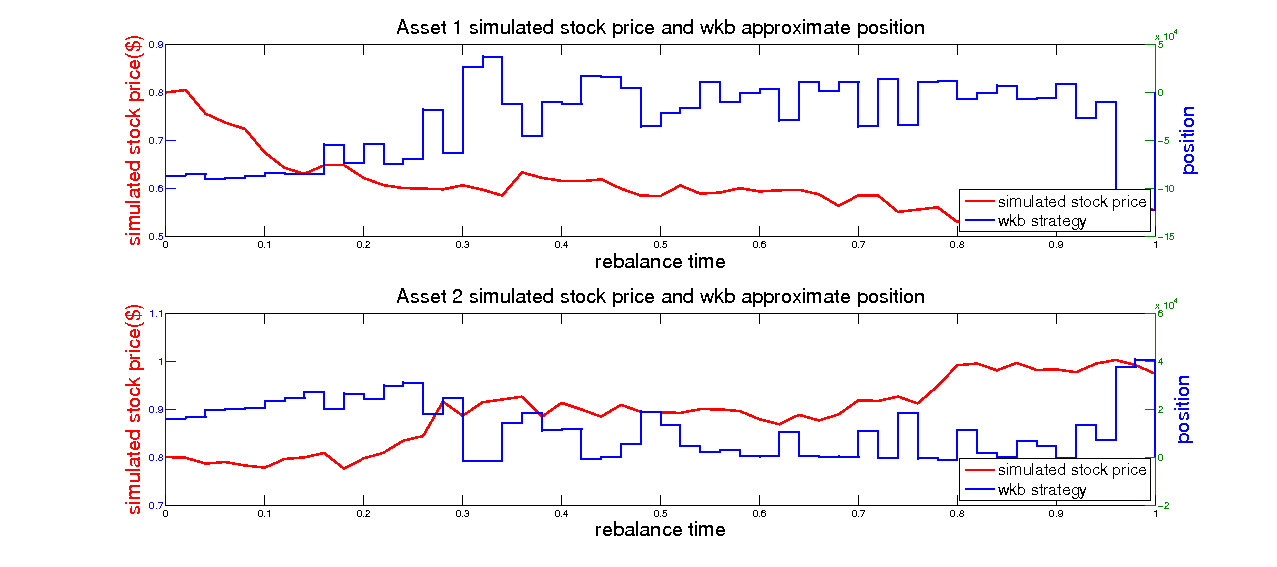 Asset 1 simulated stock price and wkb approximate position
x 10^4
simulated stock price($)
0.9
0.8
0.7
0.6
0.5
5
0
-5
-10
-15
position
simulated stock price
wkb strategy
0 0.1 0.2 0.3 0.4 0.5 0.6 0.7 0.8 0.9 1
rebalance time
Asset 2 simulated stock price and wkb approximate position
x 10^4
simulated stock price($)
1.1
1
0.9
0.8
0.7
6
4
2
0
-2
position
simulated stock price
wkb strategy
0 0.1 0.2 0.3 0.4 0.5 0.6 0.7 0.8 0.9 1
rebalance time